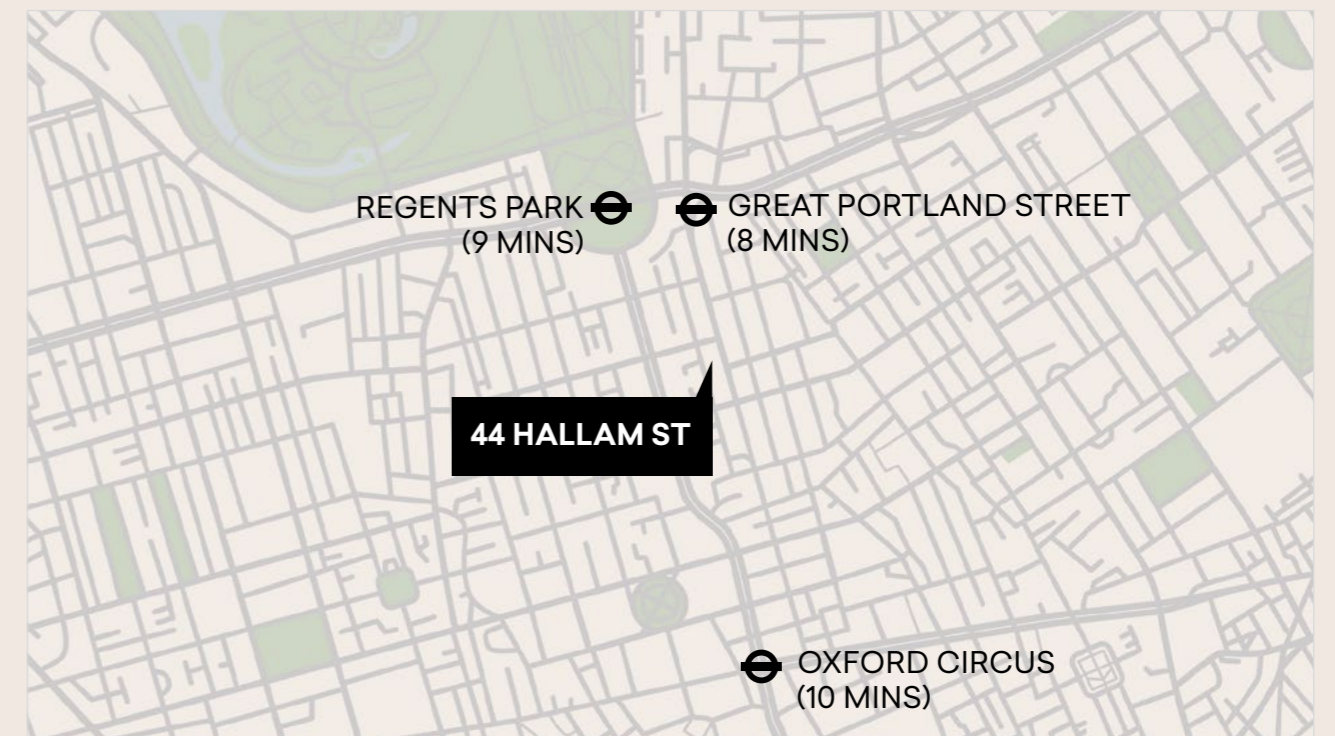 REGENTS PARK
(9 MINS)
GREAT PORTLAND STREET
(8 MINS)
44 HALLAM ST
OXFORD CIRCUS
(10 MINS)